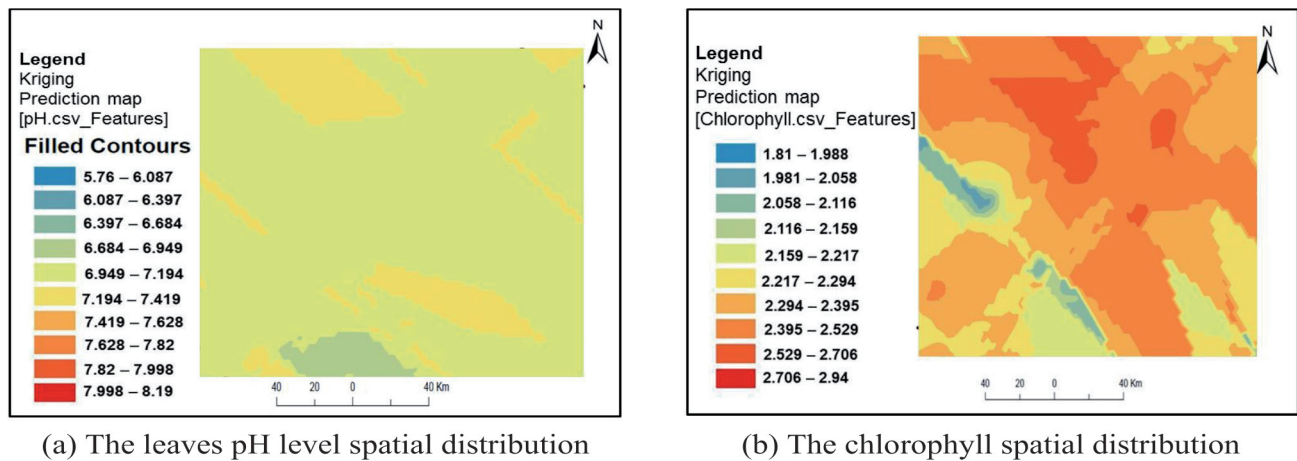 N
Legend
Kriging
Prediction map
[pH.csv_Features]
Filled Contours
5.76 – 6.087
6.087 – 6.397
6.397 – 6.684
6.684 – 6.949
6.949 – 7.194
7.194 – 7.419
7.419 – 7.628
7.628 – 7.82
7.82 – 7.998
7.998 – 8.19
40 20 0 40 Km
(a) The leaves pH level spatial distribution
N
Legend
Kriging
Prediction map
[Chlorophyll.csv_Features]
1.81 – 1.988
1.981 – 2.058
2.058 – 2.116
2.116 – 2.159
2.159 – 2.217
2.217 – 2.294
2.294 – 2.395
2.395 – 2.529
2.529 – 2.706
2.706 – 2.94
40 20 0 40 Km
(b) The chlorophyll spatial distribution